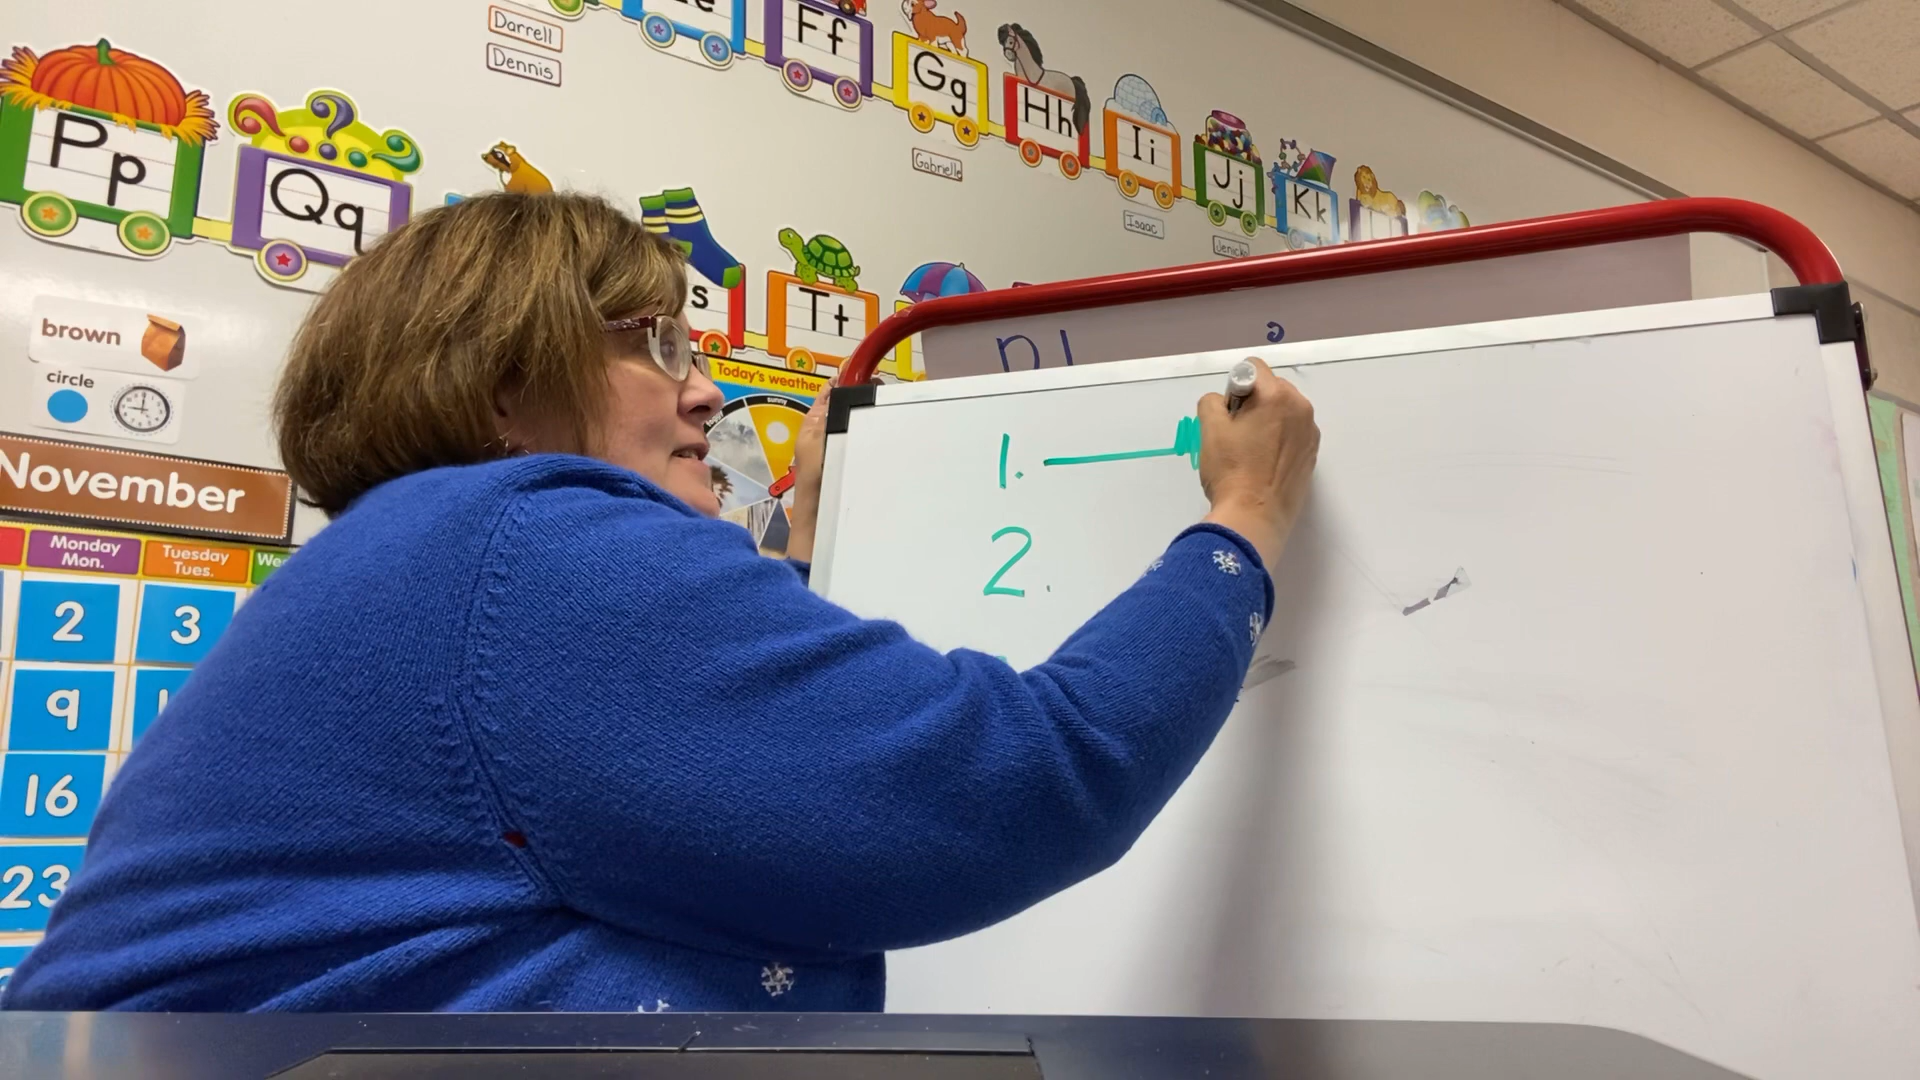 Darrell
Dennis
Ff
Gg
Hh
Ii
Jj
Kk
Gabrielle
Isaac
Pp
Qq
s
Tt
brown
circle
Today's weather
sunny
November
Monday
Mon.
Tuesday
Tues.
2
3
9
16
23
1.
2.